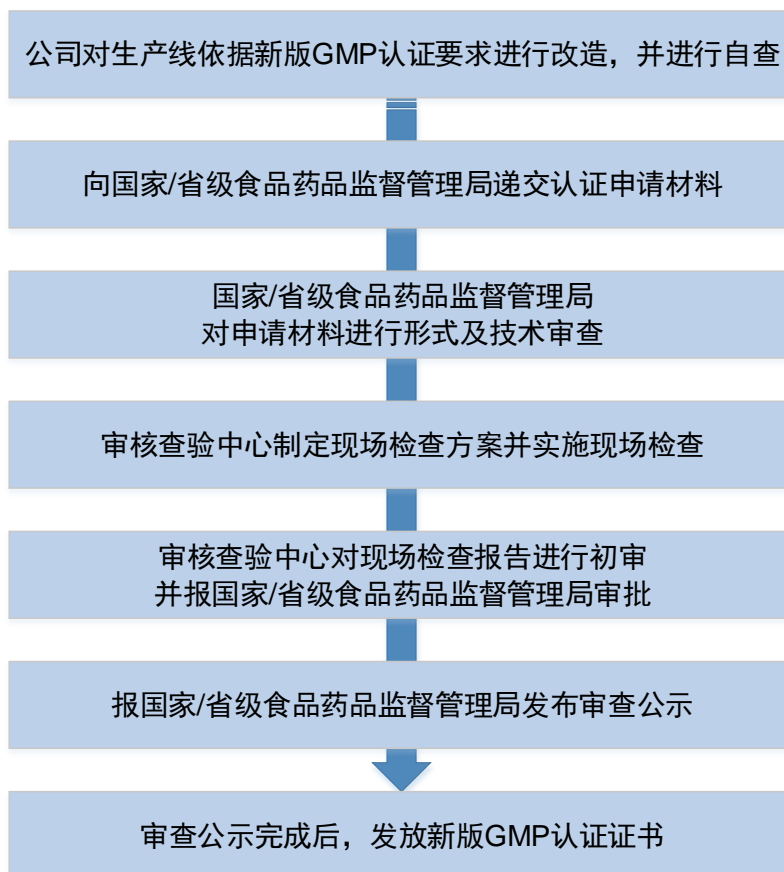 公司对生产线依据新版GMP认证要求进行改造，并进行自查
向国家/省级食品药品监督管理局递交认证申请材料
国家/省级食品药品监督管理局
对申请材料进行形式及技术审查
审核查验中心制定现场检查方案并实施现场检查
审核查验中心对现场检查报告进行初审
并报国家/省级食品药品监督管理局审批
报国家/省级食品药品监督管理局发布审查公示
审查公示完成后，发放新版GMP认证证书